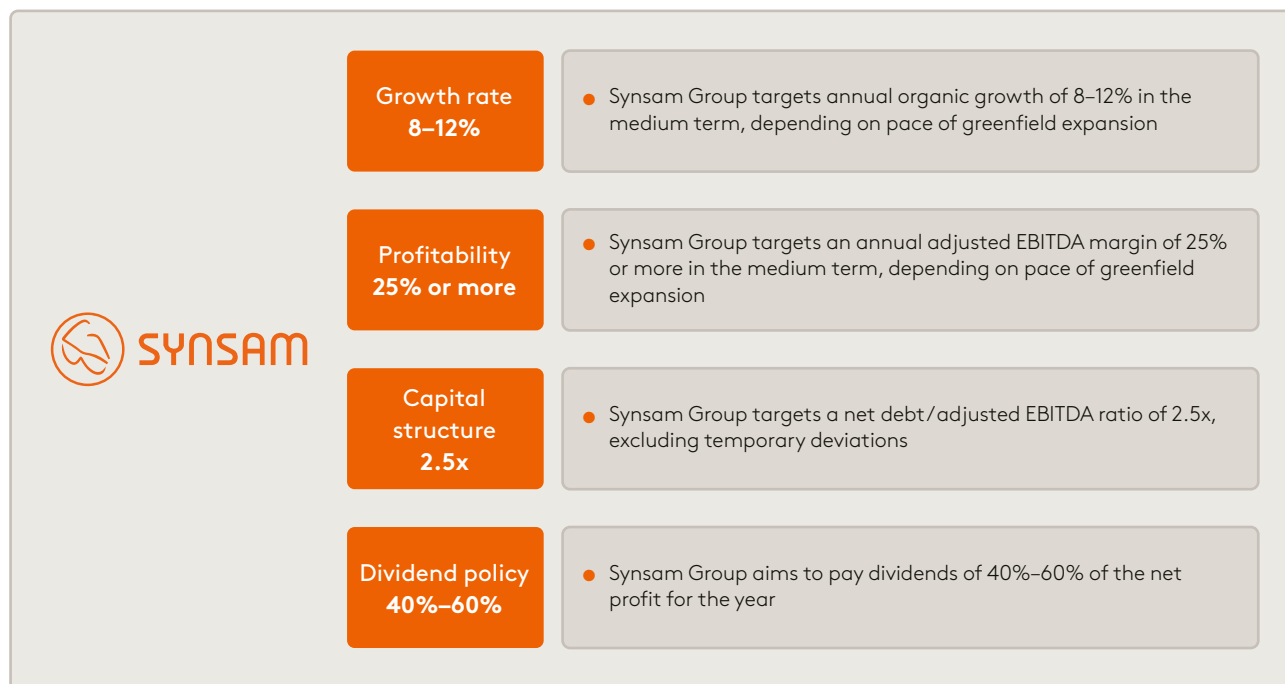 SYNSAM
Growth rate
8–12%
● Synsam Group targets annual organic growth of 8–12% in the
medium term, depending on pace of greenfield expansion
Profitability
25% or more
● Synsam Group targets an annual adjusted EBITDA margin of 25%
or more in the medium term, depending on pace of greenfield
expansion
Capital
structure
2.5x
● Synsam Group targets a net debt/adjusted EBITDA ratio of 2.5x,
excluding temporary deviations
Dividend policy
40%–60%
● Synsam Group aims to pay dividends of 40%–60% of the net
profit for the year